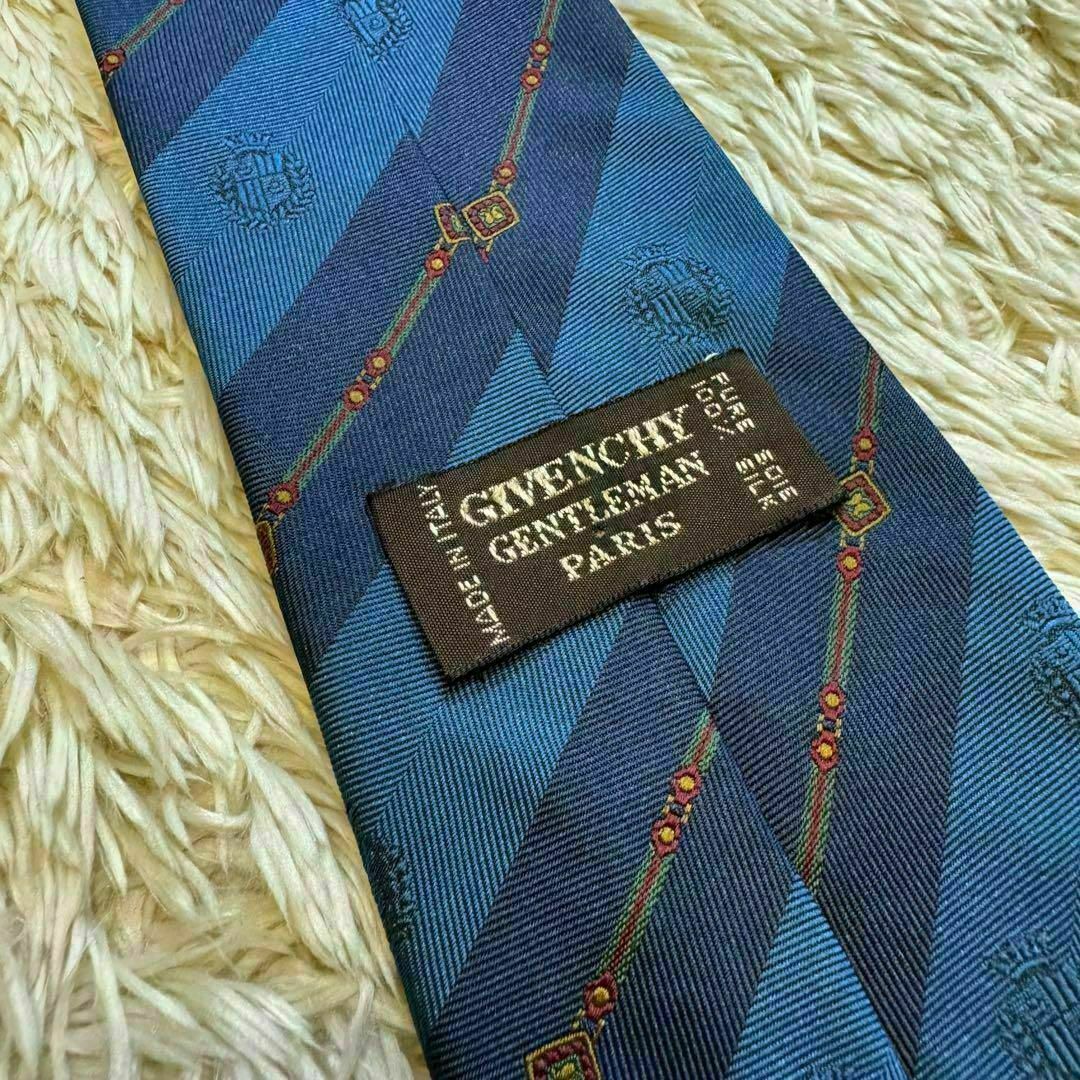 MADE IN ITALY
GIVENCHY
GENTLEMAN
PARIS
PURE SOIE
100% SILK